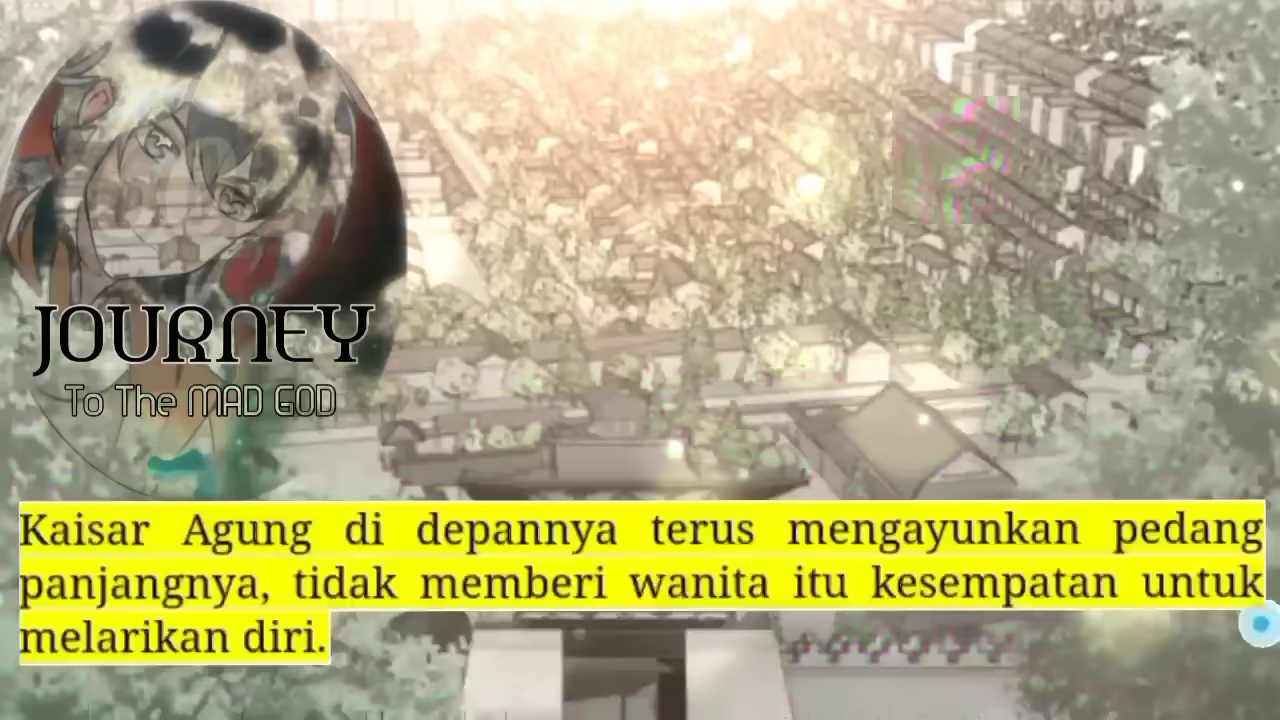 JOURNEY
To The MAD GOD
Kaisar Agung di depannya terus mengayunkan pedang
panjangnya, tidak memberi wanita itu kesempatan untuk
melarikan diri.